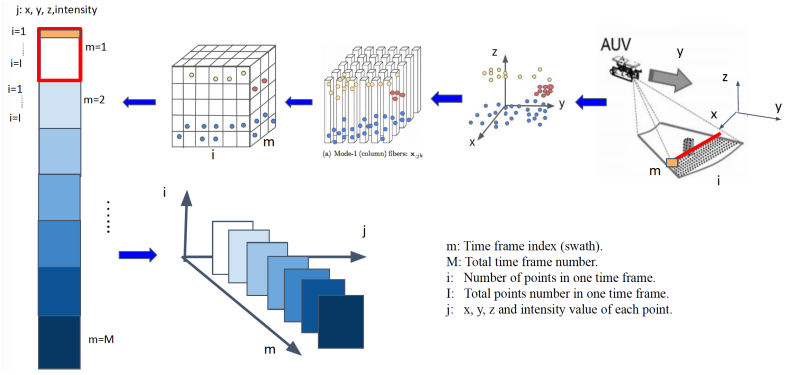 j: x, y, z,intensity
i=1
i=I
m=1
i=1
i=I
m=2
m=M
i
m
(a) Mode-1 (column) fibers: x:jk
z
y
x
AUV
y
z
x
y
m
i
i
j
m
m: Time frame index (swath).
M: Total time frame number.
i: Number of points in one time frame.
I: Total points number in one time frame.
j: x, y, z and intensity value of each point.